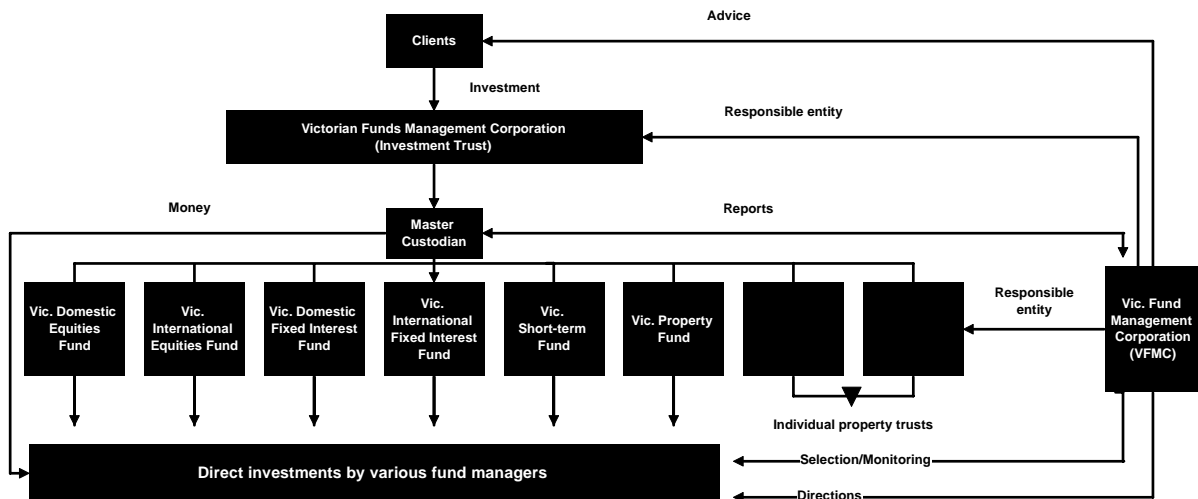 Advice
Clients
Investment
Responsible entity
Victorian Funds Management Corporation
(Investment Trust)
Money
Reports
Master
Custodian
Vic. Domestic
Equities
Fund
Vic.
International
Equities Fund
Vic. Domestic
Fixed Interest
Fund
Vic.
International
Fixed Interest
Fund
Vic.
Short-term
Fund
Vic. Property
Fund
Responsible
entity
Vic. Fund
Management
Corporation
(VFMC)
Individual property trusts
Direct investments by various fund managers
Selection/Monitoring
Directions